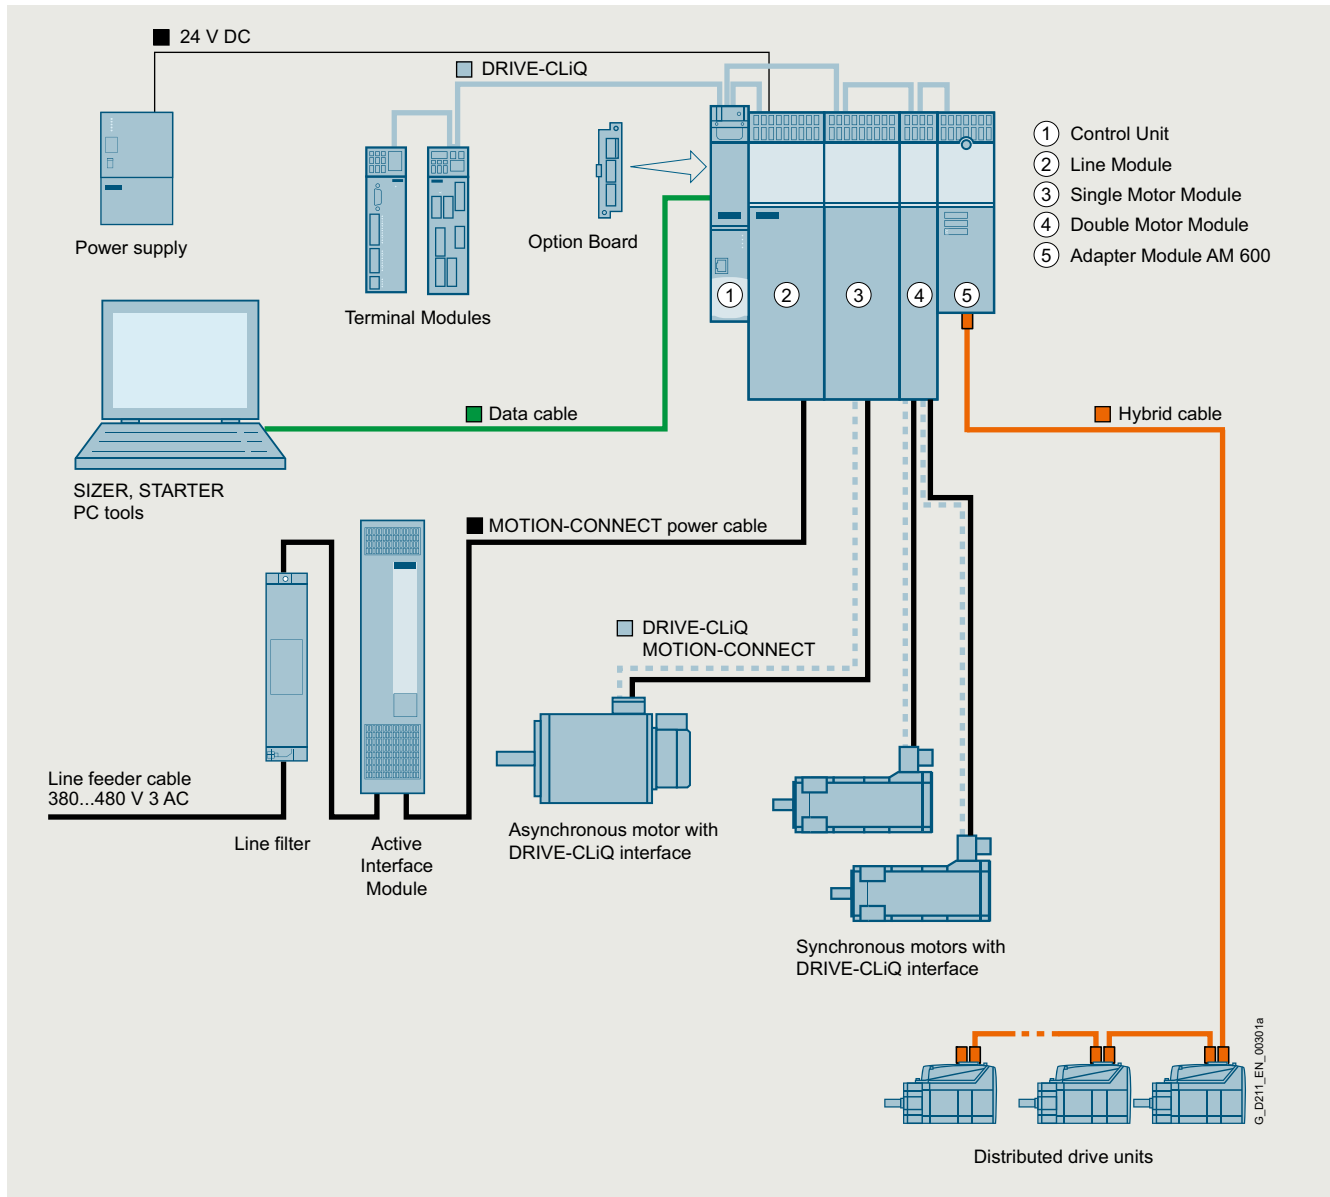 24 V DC
DRIVE-CLiQ
Power supply
Terminal Modules
Option Board
1 Control Unit
2 Line Module
3 Single Motor Module
4 Double Motor Module
5 Adapter Module AM 600
1
2
3
4
5
Data cable
Hybrid cable
SIZER, STARTER
PC tools
MOTION-CONNECT power cable
DRIVE-CLiQ
MOTION-CONNECT
Line feeder cable
380...480 V 3 AC
Line filter
Active
Interface
Module
Asynchronous motor with
DRIVE-CLiQ interface
Synchronous motors with
DRIVE-CLiQ interface
Distributed drive units
G_D211_EN_00301a